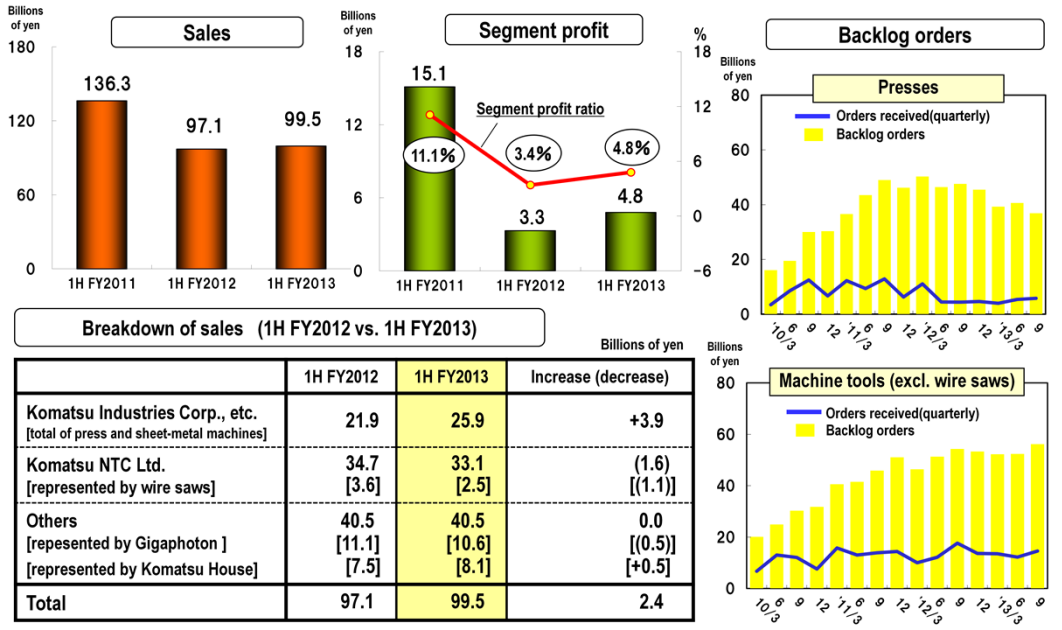 Billions
of yen
Sales
180
120
60
0
136.3
97.1
99.5
1H FY2011
1H FY2012
1H FY2013
Billions
of yen
Segment profit
%
18
12
6
0
18
12
6
0
−6
15.1
Segment profit ratio
11.1%
3.4%
4.8%
3.3
4.8
1H FY2011
1H FY2012
1H FY2013
Backlog orders
Billions
of yen
Presses
80
60
40
20
0
Orders received(quarterly)
Backlog orders
'10/3 6 9 12 '11/3 6 9 12 '12/3 6 9 12 '13/3 6 9
Breakdown of sales (1H FY2012 vs. 1H FY2013)
Billions of yen
1H FY2012 1H FY2013 Increase (decrease)
Komatsu Industries Corp., etc. 21.9 25.9 +3.9
[total of press and sheet-metal machines]
Komatsu NTC Ltd. 34.7 33.1 (1.6)
[represented by wire saws] [3.6] [2.5] [(1.1)]
Others 40.5 40.5 0.0
[repesented by Gigaphoton ] [11.1] [10.6] [(0.5)]
[represented by Komatsu House] [7.5] [8.1] [+0.5]
Total 97.1 99.5 2.4
Billions
of yen
Machine tools (excl. wire saws)
80
60
40
20
0
Orders received(quarterly)
Backlog orders
10/3 6 9 12 '11/3 6 9 12 '12/3 6 9 12 '13/3 6 9